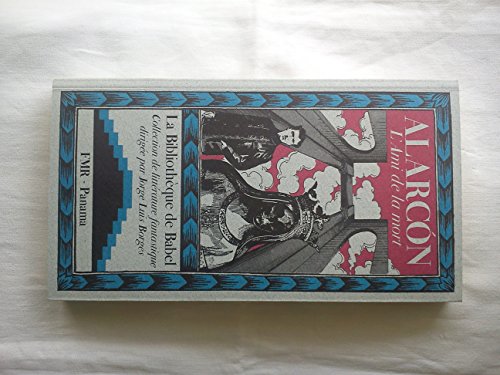 ALARCÓN
L'Ami de la mort
La Bibliothèque de Babel
Collection de littérature fantastique
dirigée par Jorge Luis Borges
FMR - Panama